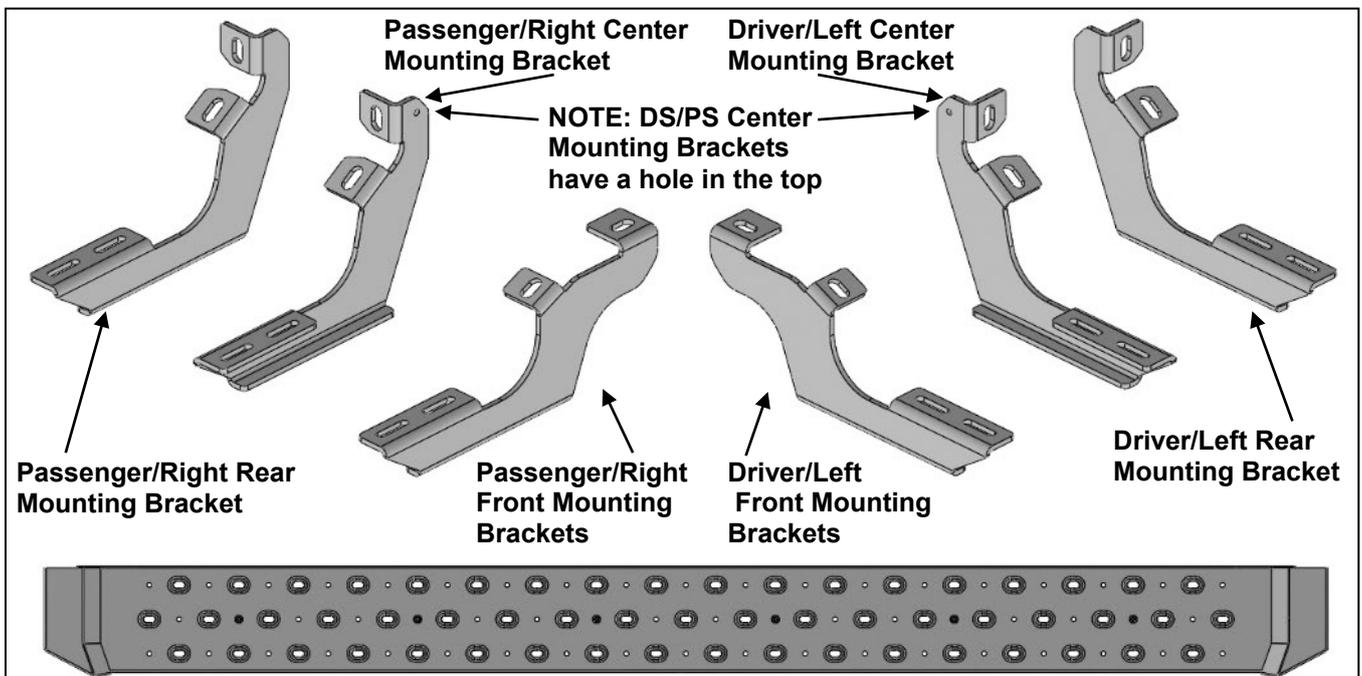 Passenger/Right Center
Mounting Bracket
Driver/Left Center
Mounting Bracket
NOTE: DS/PS Center
Mounting Brackets
have a hole in the top
Passenger/Right Rear
Mounting Bracket
Passenger/Right
Front Mounting
Brackets
Driver/Left
Front Mounting
Brackets
Driver/Left Rear
Mounting Bracket